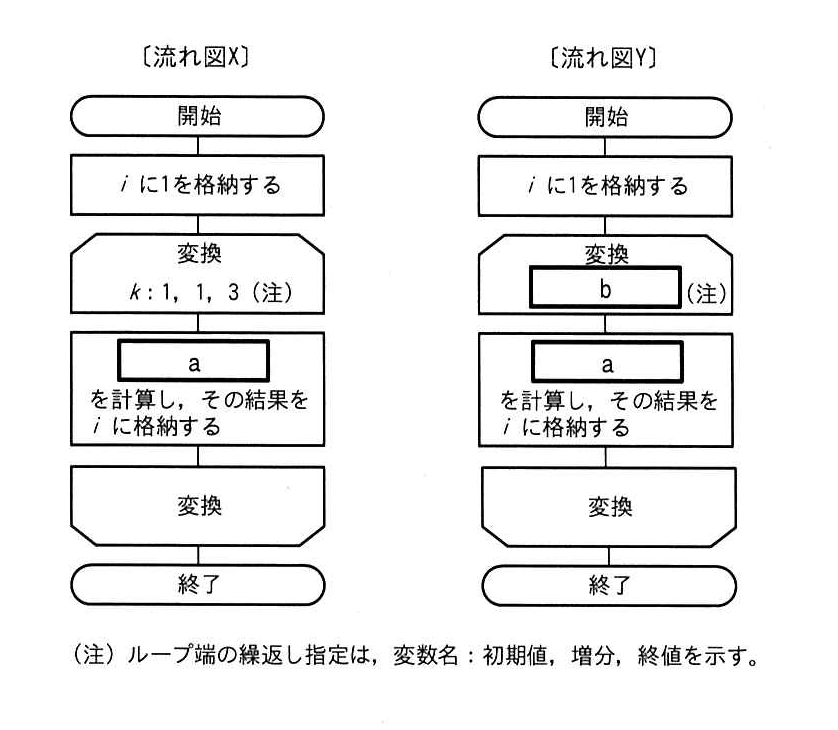 〔流れ図X〕
開始
i に1を格納する
変換
k：1，1，3（注）
a
を計算し，その結果を
i に格納する
変換
終了
〔流れ図Y〕
開始
i に1を格納する
変換
b
（注）
a
を計算し，その結果を
i に格納する
変換
終了
（注）ループ端の繰返し指定は，変数名：初期値，増分，終値を示す。